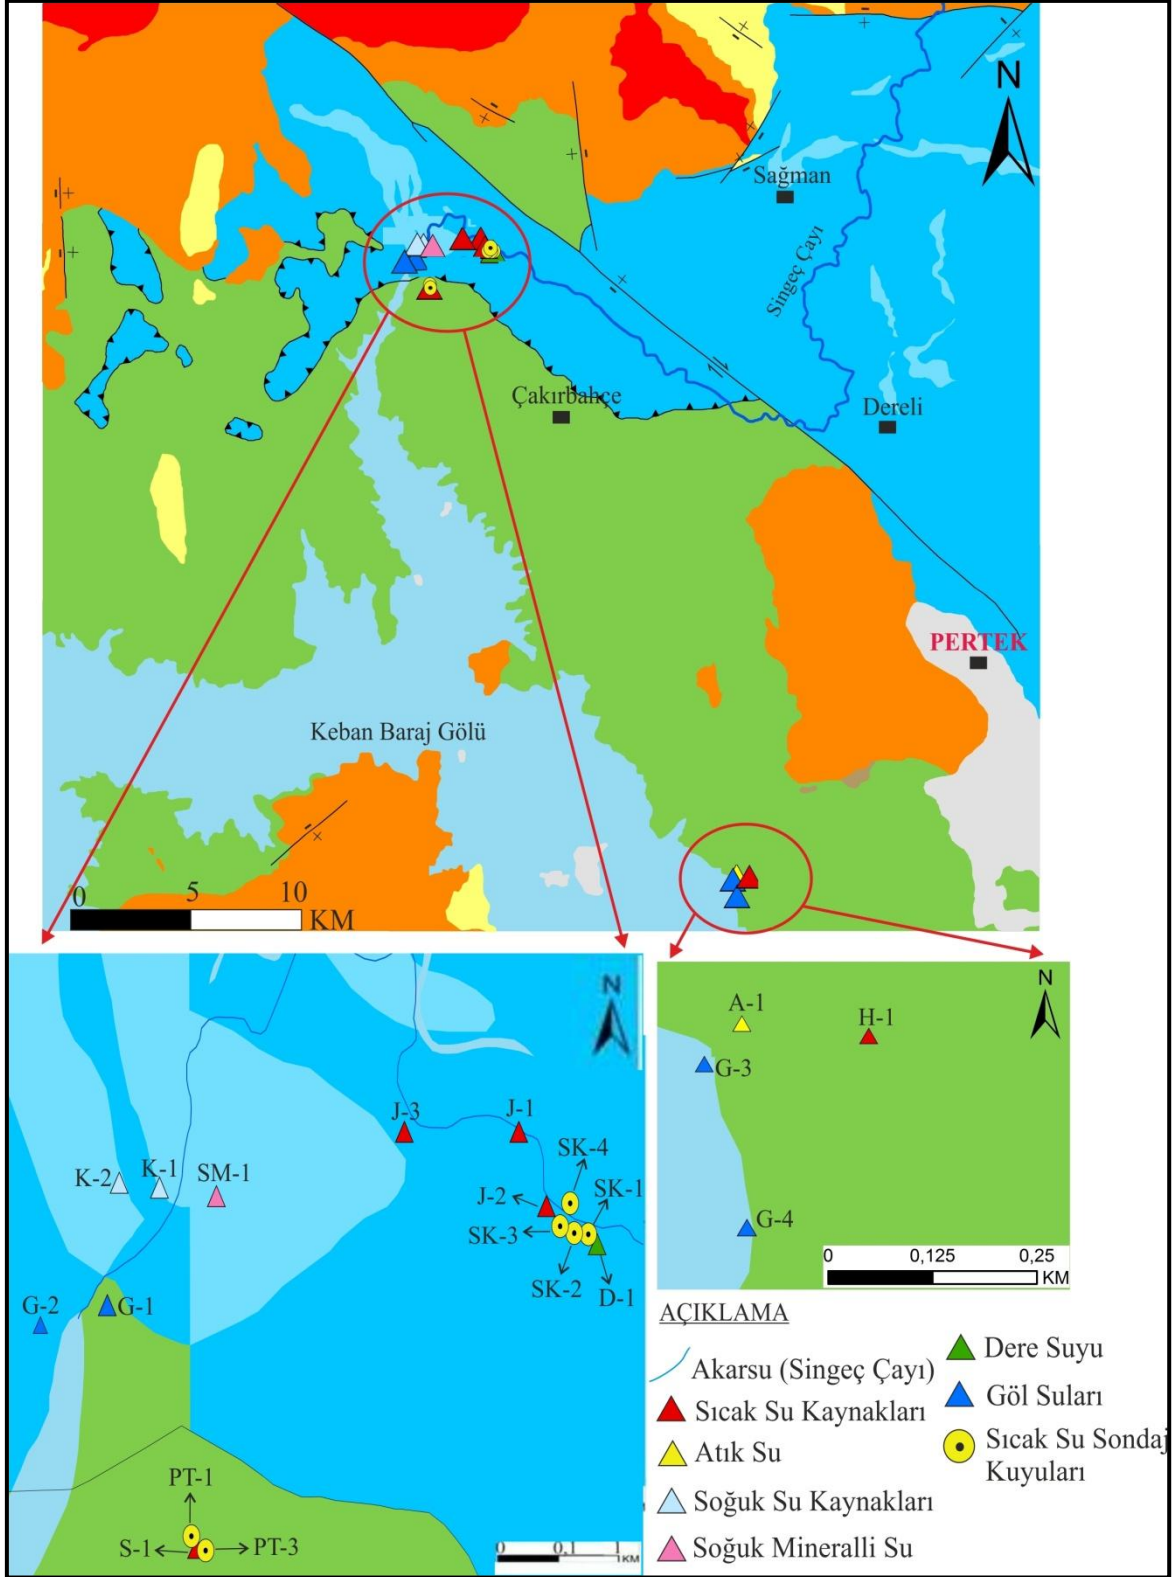 N
Sağman
Singeç Çayı
Çakırbahçe
Dereli
PERTEK
Keban Baraj Gölü
0 5 10
KM
N
J-3
J-1
SK-4
K-2
K-1
SM-1
SK-1
J-2
SK-3
SK-2
D-1
G-2
G-1
PT-1
S-1
PT-3
0 0,1 1
KM
N
A-1
H-1
G-3
G-4
0 0,125 0,25
KM
AÇIKLAMA
Akarsu (Singeç Çayı)
Sıcak Su Kaynakları
Atık Su
Soğuk Su Kaynakları
Soğuk Mineralli Su
Dere Suyu
Göl Suları
Sıcak Su Sondaj
Kuyuları